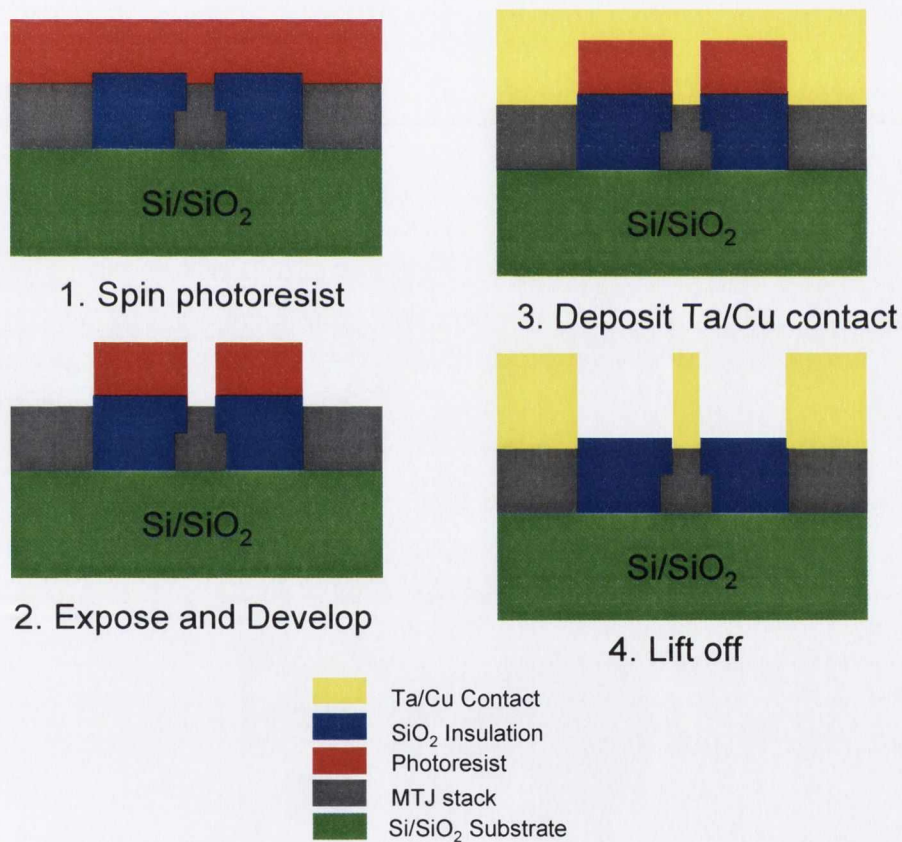 Si/SiO₂
1. Spin photoresist
Si/SiO₂
2. Expose and Develop
Si/SiO₂
3. Deposit Ta/Cu contact
Si/SiO₂
4. Lift off
Ta/Cu Contact
SiO₂ Insulation
Photoresist
MTJ stack
Si/SiO₂ Substrate